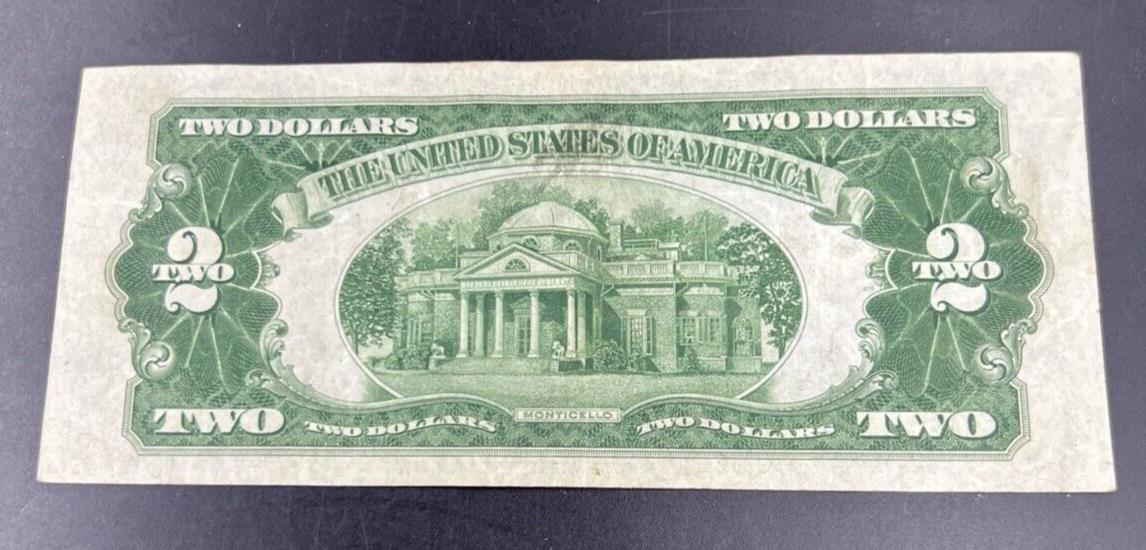 TWO DOLLARS TWO DOLLARS
THE UNITED STATES OF AMERICA
2 2
TWO TWO
MONTICELLO
TWO TWO DOLLARS TWO DOLLARS TWO